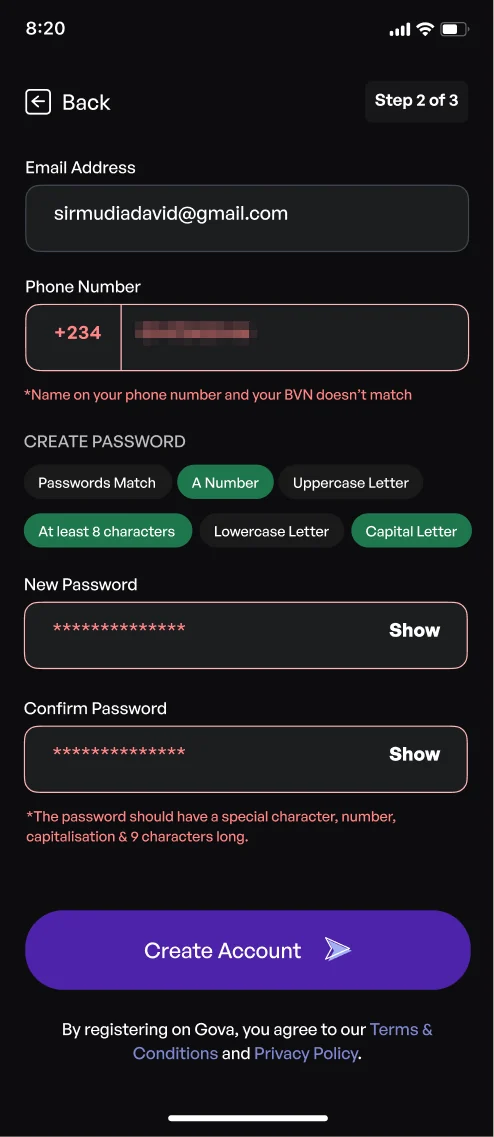 8:20
Back
Step 2 of 3
Email Address
sirmudiadavid@gmail.com
Phone Number
+234
*Name on your phone number and your BVN doesn’t match
CREATE PASSWORD
Passwords Match A Number Uppercase Letter
At least 8 characters Lowercase Letter Capital Letter
New Password
************** Show
Confirm Password
************** Show
*The password should have a special character, number,
capitalisation & 9 characters long.
Create Account
By registering on Gova, you agree to our Terms &
Conditions and Privacy Policy.